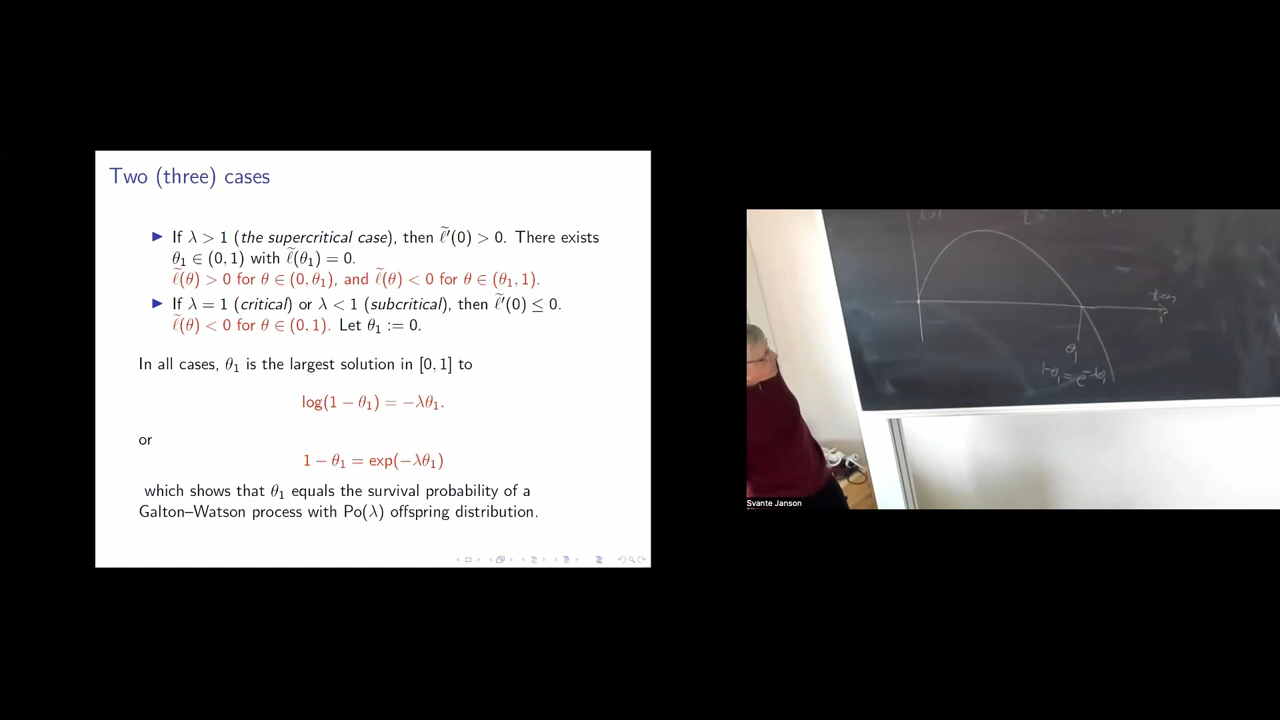 Two (three) cases
▶ If λ > 1 (the supercritical case), then ℓ̃′(0) > 0. There exists
θ₁ ∈ (0, 1) with ℓ̃(θ₁) = 0.
ℓ̃(θ) > 0 for θ ∈ (0, θ₁), and ℓ̃(θ) < 0 for θ ∈ (θ₁, 1).
▶ If λ = 1 (critical) or λ < 1 (subcritical), then ℓ̃′(0) ≤ 0.
ℓ̃(θ) < 0 for θ ∈ (0, 1). Let θ₁ := 0.
In all cases, θ₁ is the largest solution in [0, 1] to
log(1 − θ₁) = −λθ₁.
or
1 − θ₁ = exp(−λθ₁)
which shows that θ₁ equals the survival probability of a
Galton–Watson process with Po(λ) offspring distribution.
θ₁
1-θ₁ = e^{-λθ₁}
Svante Janson